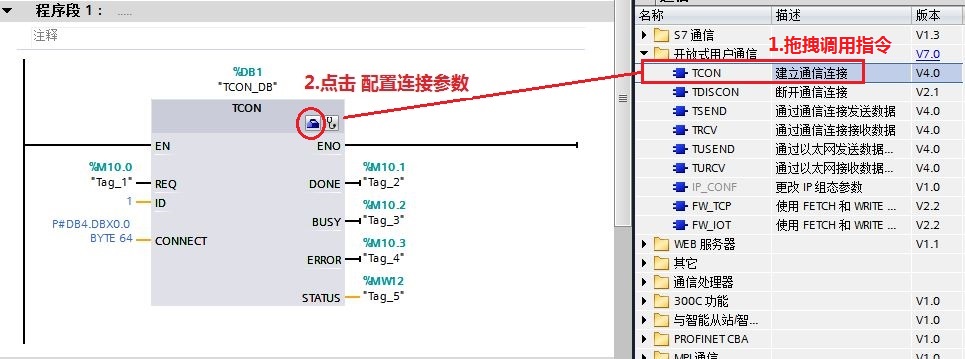 程序段 1： .....
注释
%DB1
"TCON_DB"
TCON
2.点击 配置连接参数
EN
ENO
%M10.0
"Tag_1"
REQ
1
ID
P#DB4.DBX0.0
BYTE 64
CONNECT
DONE
%M10.1
"Tag_2"
BUSY
%M10.2
"Tag_3"
ERROR
%M10.3
"Tag_4"
STATUS
%MW12
"Tag_5"
名称 描述 版本
S7 通信 V1.3
1.拖拽调用指令
开放式用户通信 V7.0
TCON 建立通信连接 V4.0
TDISCON 断开通信连接 V2.1
TSEND 通过通信连接发送数据 V4.0
TRCV 通过通信连接接收数据 V4.0
TUSEND 通过以太网发送数据... V4.0
TURCV 通过以太网接收数据... V4.0
IP_CONF 更改 IP 组态参数 V1.0
FW_TCP 使用 FETCH 和 WRITE ... V2.2
FW_IOT 使用 FETCH 和 WRITE ... V2.2
WEB 服务器 V1.1
其它
通信处理器
300C 功能 V1.0
与智能从站/智... V1.0
PROFINET CBA V1.0
MPI 通信 V1.0